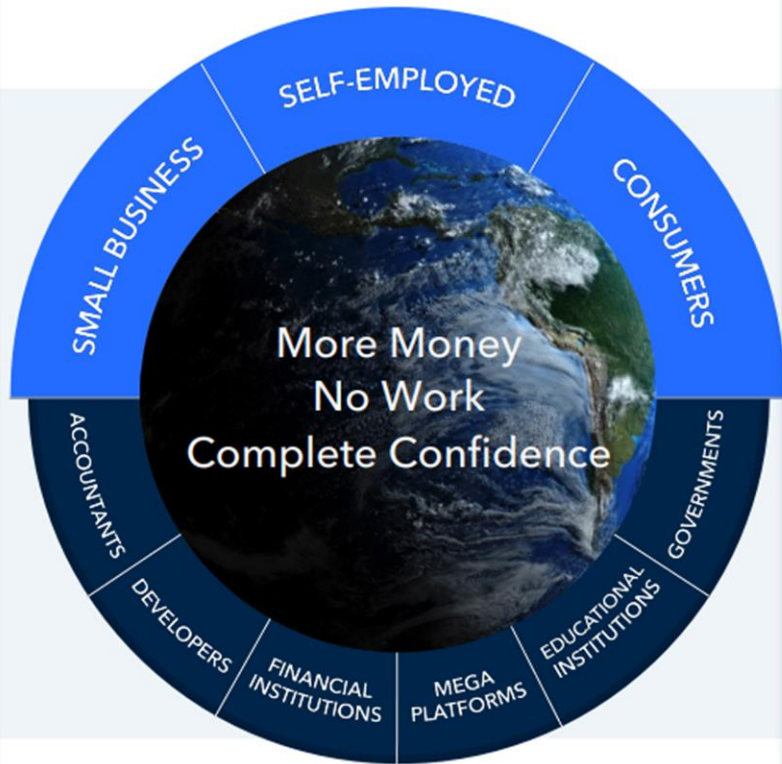 SELF-EMPLOYED
SMALL BUSINESS
CONSUMERS
More Money
No Work
Complete Confidence
ACCOUNTANTS
DEVELOPERS
FINANCIAL
INSTITUTIONS
MEGA
PLATFORMS
EDUCATIONAL
INSTITUTIONS
GOVERNMENTS